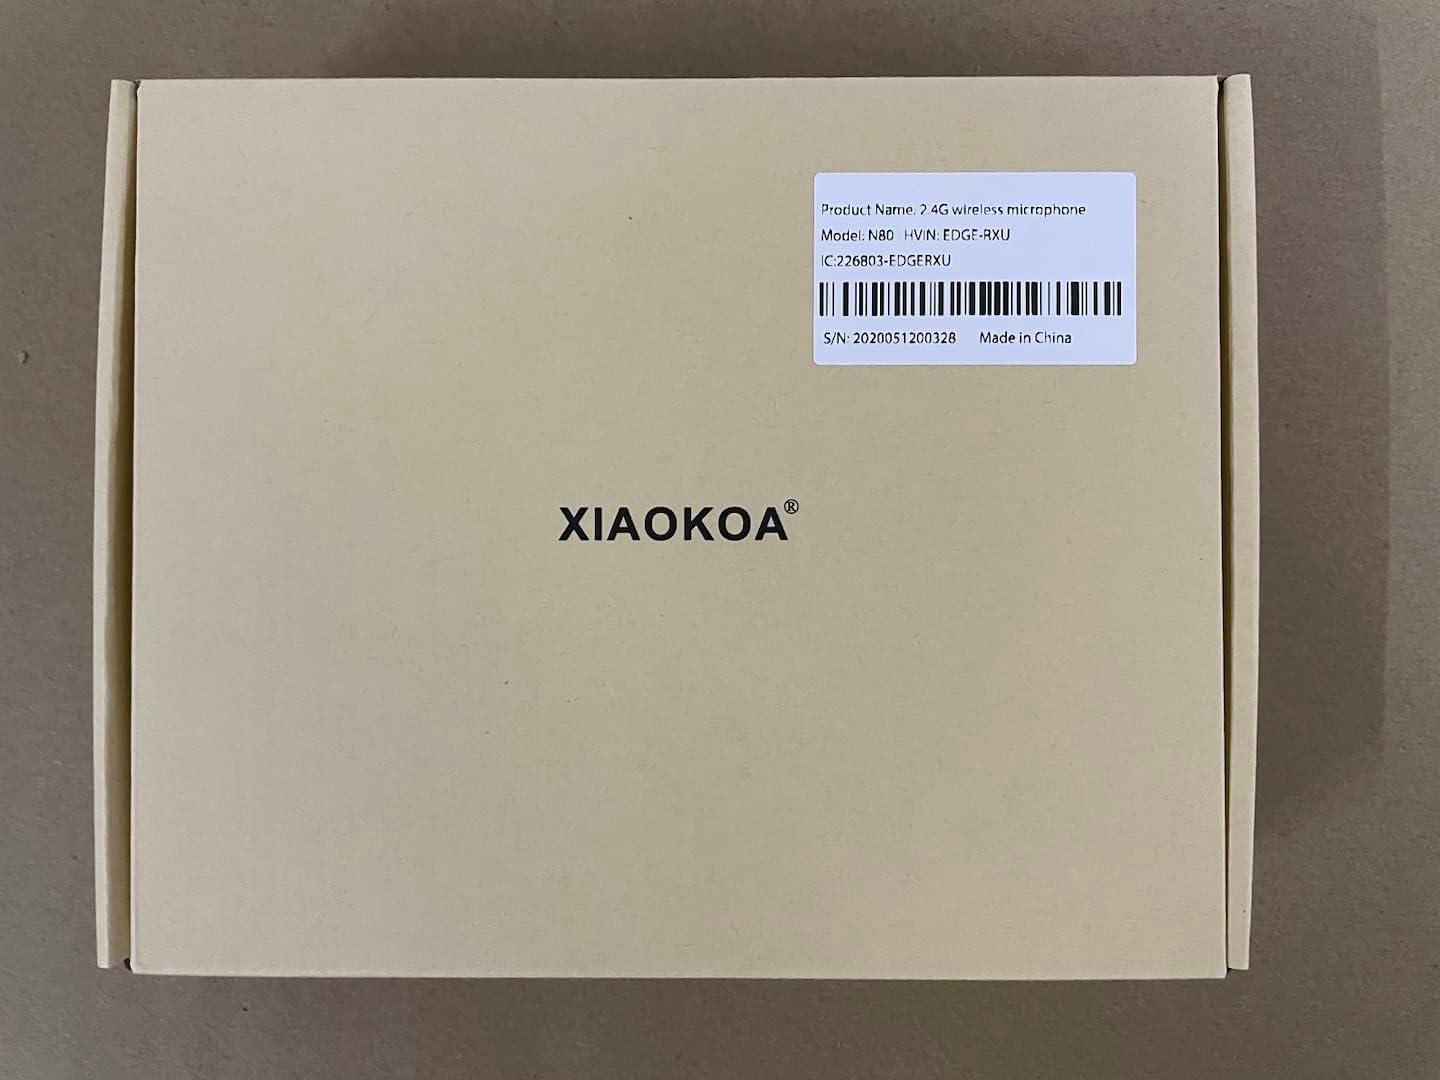 Product Name: 2.4G wireless microphone
Model: N80 HVIN: EDGE-RXU
IC:226803-EDGERXU
S/N: 2020051200328 Made in China
XIAOKOA®